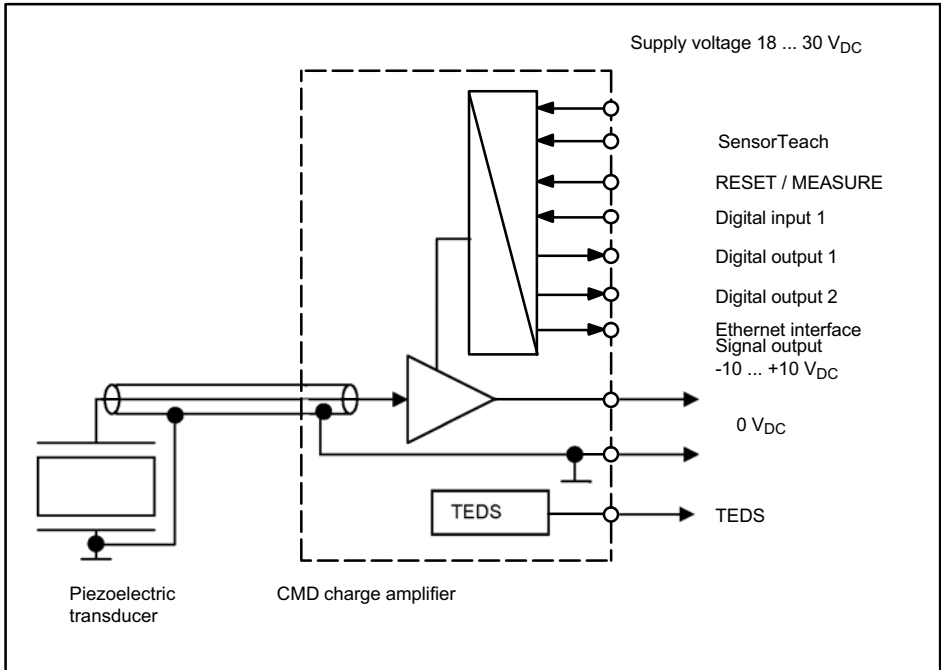 Supply voltage 18 ... 30 VDC
SensorTeach
RESET / MEASURE
Digital input 1
Digital output 1
Digital output 2
Ethernet interface
Signal output
-10 ... +10 VDC
0 VDC
TEDS
TEDS
Piezoelectric
transducer
CMD charge amplifier